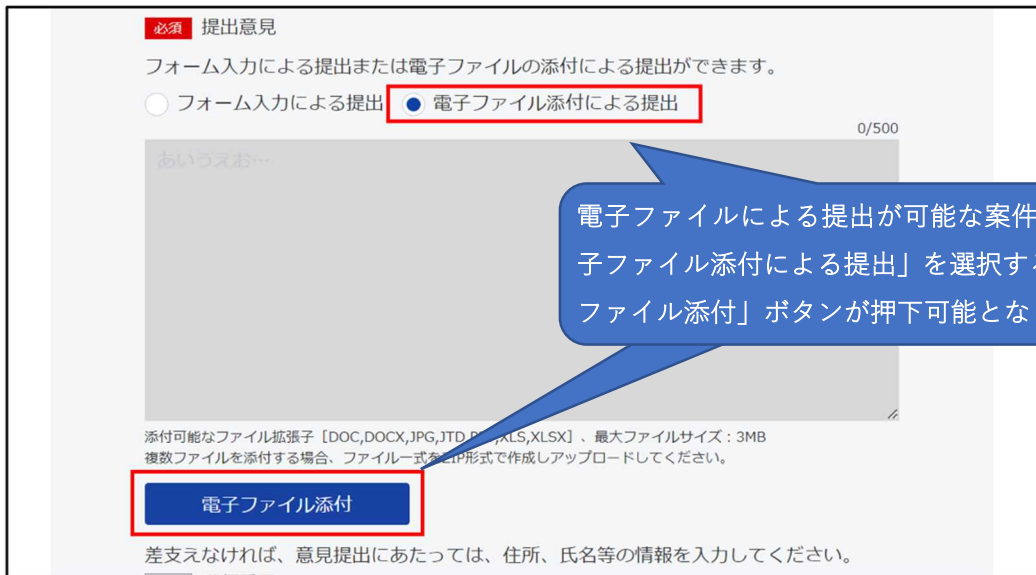 必須 提出意見
フォーム入力による提出または電子ファイルの添付による提出ができます。
フォーム入力による提出 電子ファイル添付による提出
0/500
あいうえお…
電子ファイルによる提出が可能な案件
子ファイル添付による提出」を選択す
ファイル添付」ボタンが押下可能とな
添付可能なファイル拡張子［DOC,DOCX,JPG,JTD, XLS,XLSX］、最大ファイルサイズ：3MB
複数ファイルを添付する場合、ファイル一式をZIP形式で作成しアップロードしてください。
電子ファイル添付
差支えなければ、意見提出にあたっては、住所、氏名等の情報を入力してください。